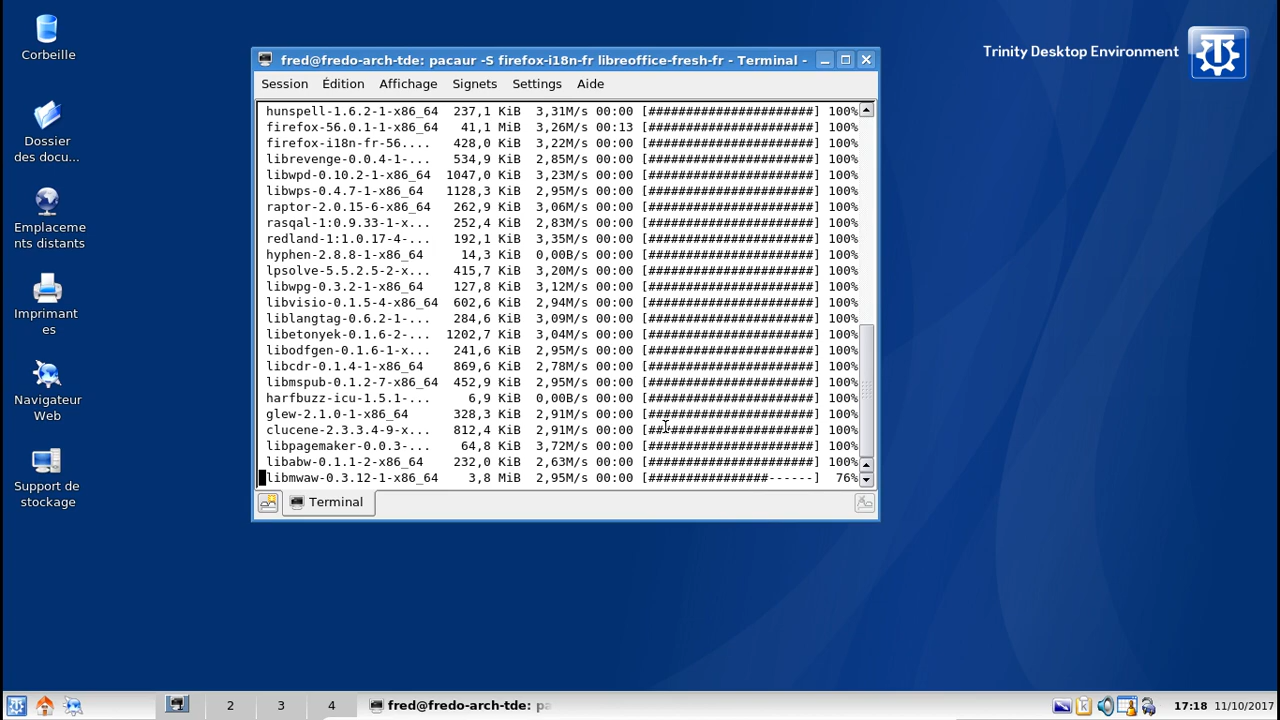 Corbeille
Dossier
des docu...
Emplaceme
nts distants
Imprimant
es
Navigateur
Web
Support de
stockage
Trinity Desktop Environment
fred@fredo-arch-tde: pacaur -S firefox-i18n-fr libreoffice-fresh-fr - Terminal -
Session Édition Affichage Signets Settings Aide
hunspell-1.6.2-1-x86_64 237,1 KiB 3,31M/s 00:00 [######################] 100%
firefox-56.0.1-1-x86_64 41,1 MiB 3,26M/s 00:13 [######################] 100%
firefox-i18n-fr-56.... 428,0 KiB 3,22M/s 00:00 [######################] 100%
librevenge-0.0.4-1-... 534,9 KiB 2,85M/s 00:00 [######################] 100%
libwpd-0.10.2-1-x86_64 1047,0 KiB 3,23M/s 00:00 [######################] 100%
libwps-0.4.7-1-x86_64 1128,3 KiB 2,95M/s 00:00 [######################] 100%
raptor-2.0.15-6-x86_64 262,9 KiB 3,06M/s 00:00 [######################] 100%
rasqal-1:0.9.33-1-x... 252,4 KiB 2,83M/s 00:00 [######################] 100%
redland-1:1.0.17-4-... 192,1 KiB 3,35M/s 00:00 [######################] 100%
hyphen-2.8.8-1-x86_64 14,3 KiB 0,00B/s 00:00 [######################] 100%
lpsolve-5.5.2.5-2-x... 415,7 KiB 3,20M/s 00:00 [######################] 100%
libwpg-0.3.2-1-x86_64 127,8 KiB 3,12M/s 00:00 [######################] 100%
libvisio-0.1.5-4-x86_64 602,6 KiB 2,94M/s 00:00 [######################] 100%
liblangtag-0.6.2-1-... 284,6 KiB 3,09M/s 00:00 [######################] 100%
libetonyek-0.1.6-2-... 1202,7 KiB 3,04M/s 00:00 [######################] 100%
libodfgen-0.1.6-1-x... 241,6 KiB 2,95M/s 00:00 [######################] 100%
libcdr-0.1.4-1-x86_64 869,6 KiB 2,78M/s 00:00 [######################] 100%
libmspub-0.1.2-7-x86_64 452,9 KiB 2,95M/s 00:00 [######################] 100%
harfbuzz-icu-1.5.1-... 6,9 KiB 0,00B/s 00:00 [######################] 100%
glew-2.1.0-1-x86_64 328,3 KiB 2,91M/s 00:00 [######################] 100%
clucene-2.3.3.4-9-x... 812,4 KiB 2,91M/s 00:00 [######################] 100%
libpagemaker-0.0.3-... 64,8 KiB 3,72M/s 00:00 [######################] 100%
libabw-0.1.1-2-x86_64 232,0 KiB 2,63M/s 00:00 [######################] 100%
libmwaw-0.3.12-1-x86_64 3,8 MiB 2,95M/s 00:00 [################------] 76%
Terminal
2 3 4 fred@fredo-arch-tde: pa 17:18 11/10/2017